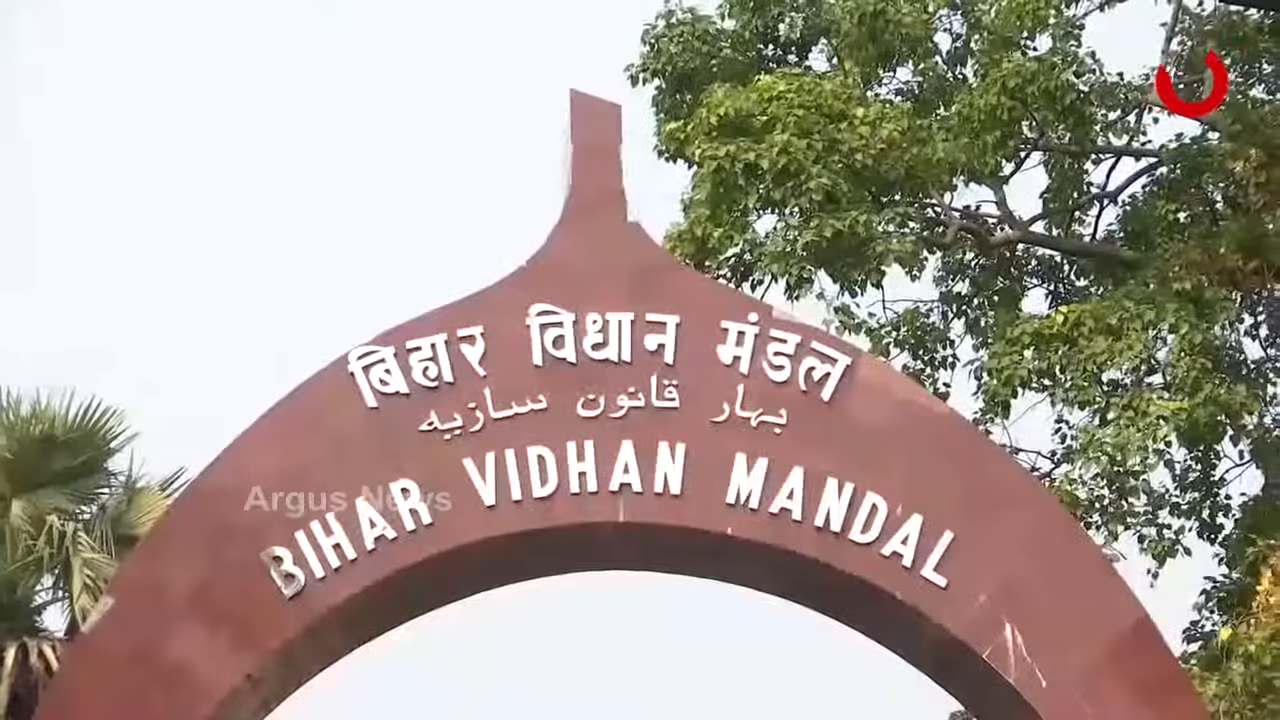 बिहार विधान मंडल
بہار قانون سازیہ
BIHAR VIDHAN MANDAL
Argus News